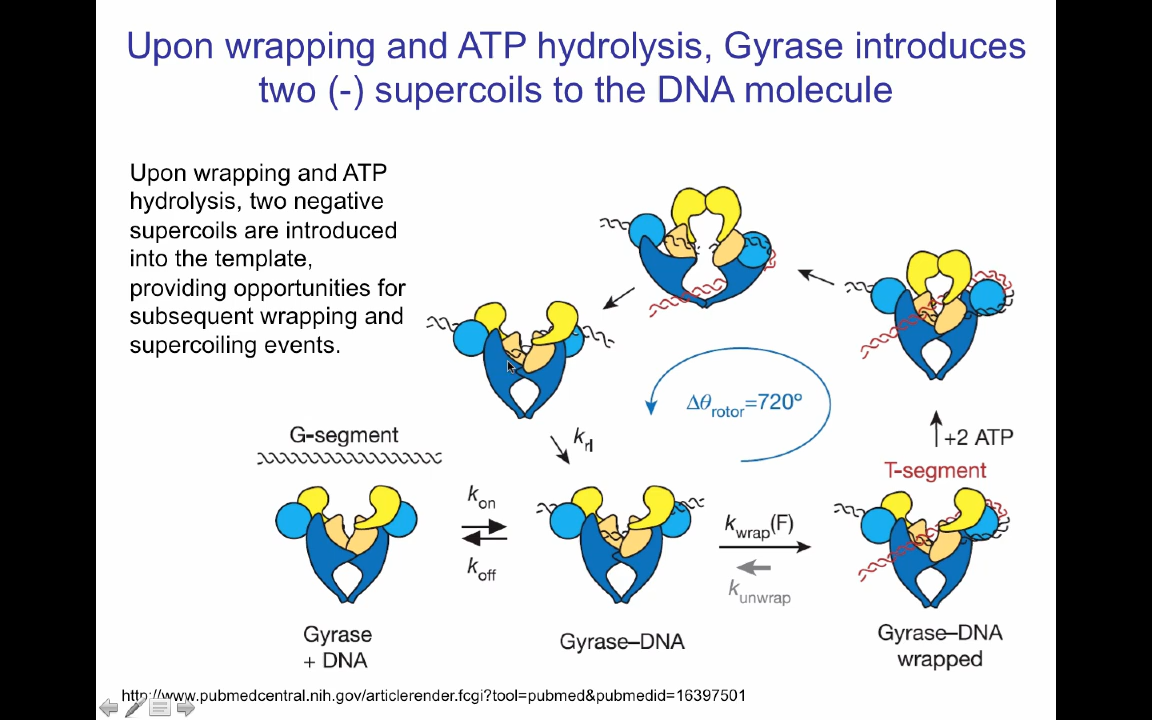 Upon wrapping and ATP hydrolysis, Gyrase introduces
two (-) supercoils to the DNA molecule
Upon wrapping and ATP
hydrolysis, two negative
supercoils are introduced
into the template,
providing opportunities for
subsequent wrapping and
supercoiling events.
Δθrotor=720º
G-segment
krl
+2 ATP
T-segment
kon
koff
kwrap(F)
kunwrap
Gyrase
+ DNA
Gyrase–DNA
Gyrase–DNA
wrapped
http://www.pubmedcentral.nih.gov/articlerender.fcgi?tool=pubmed&pubmedid=16397501